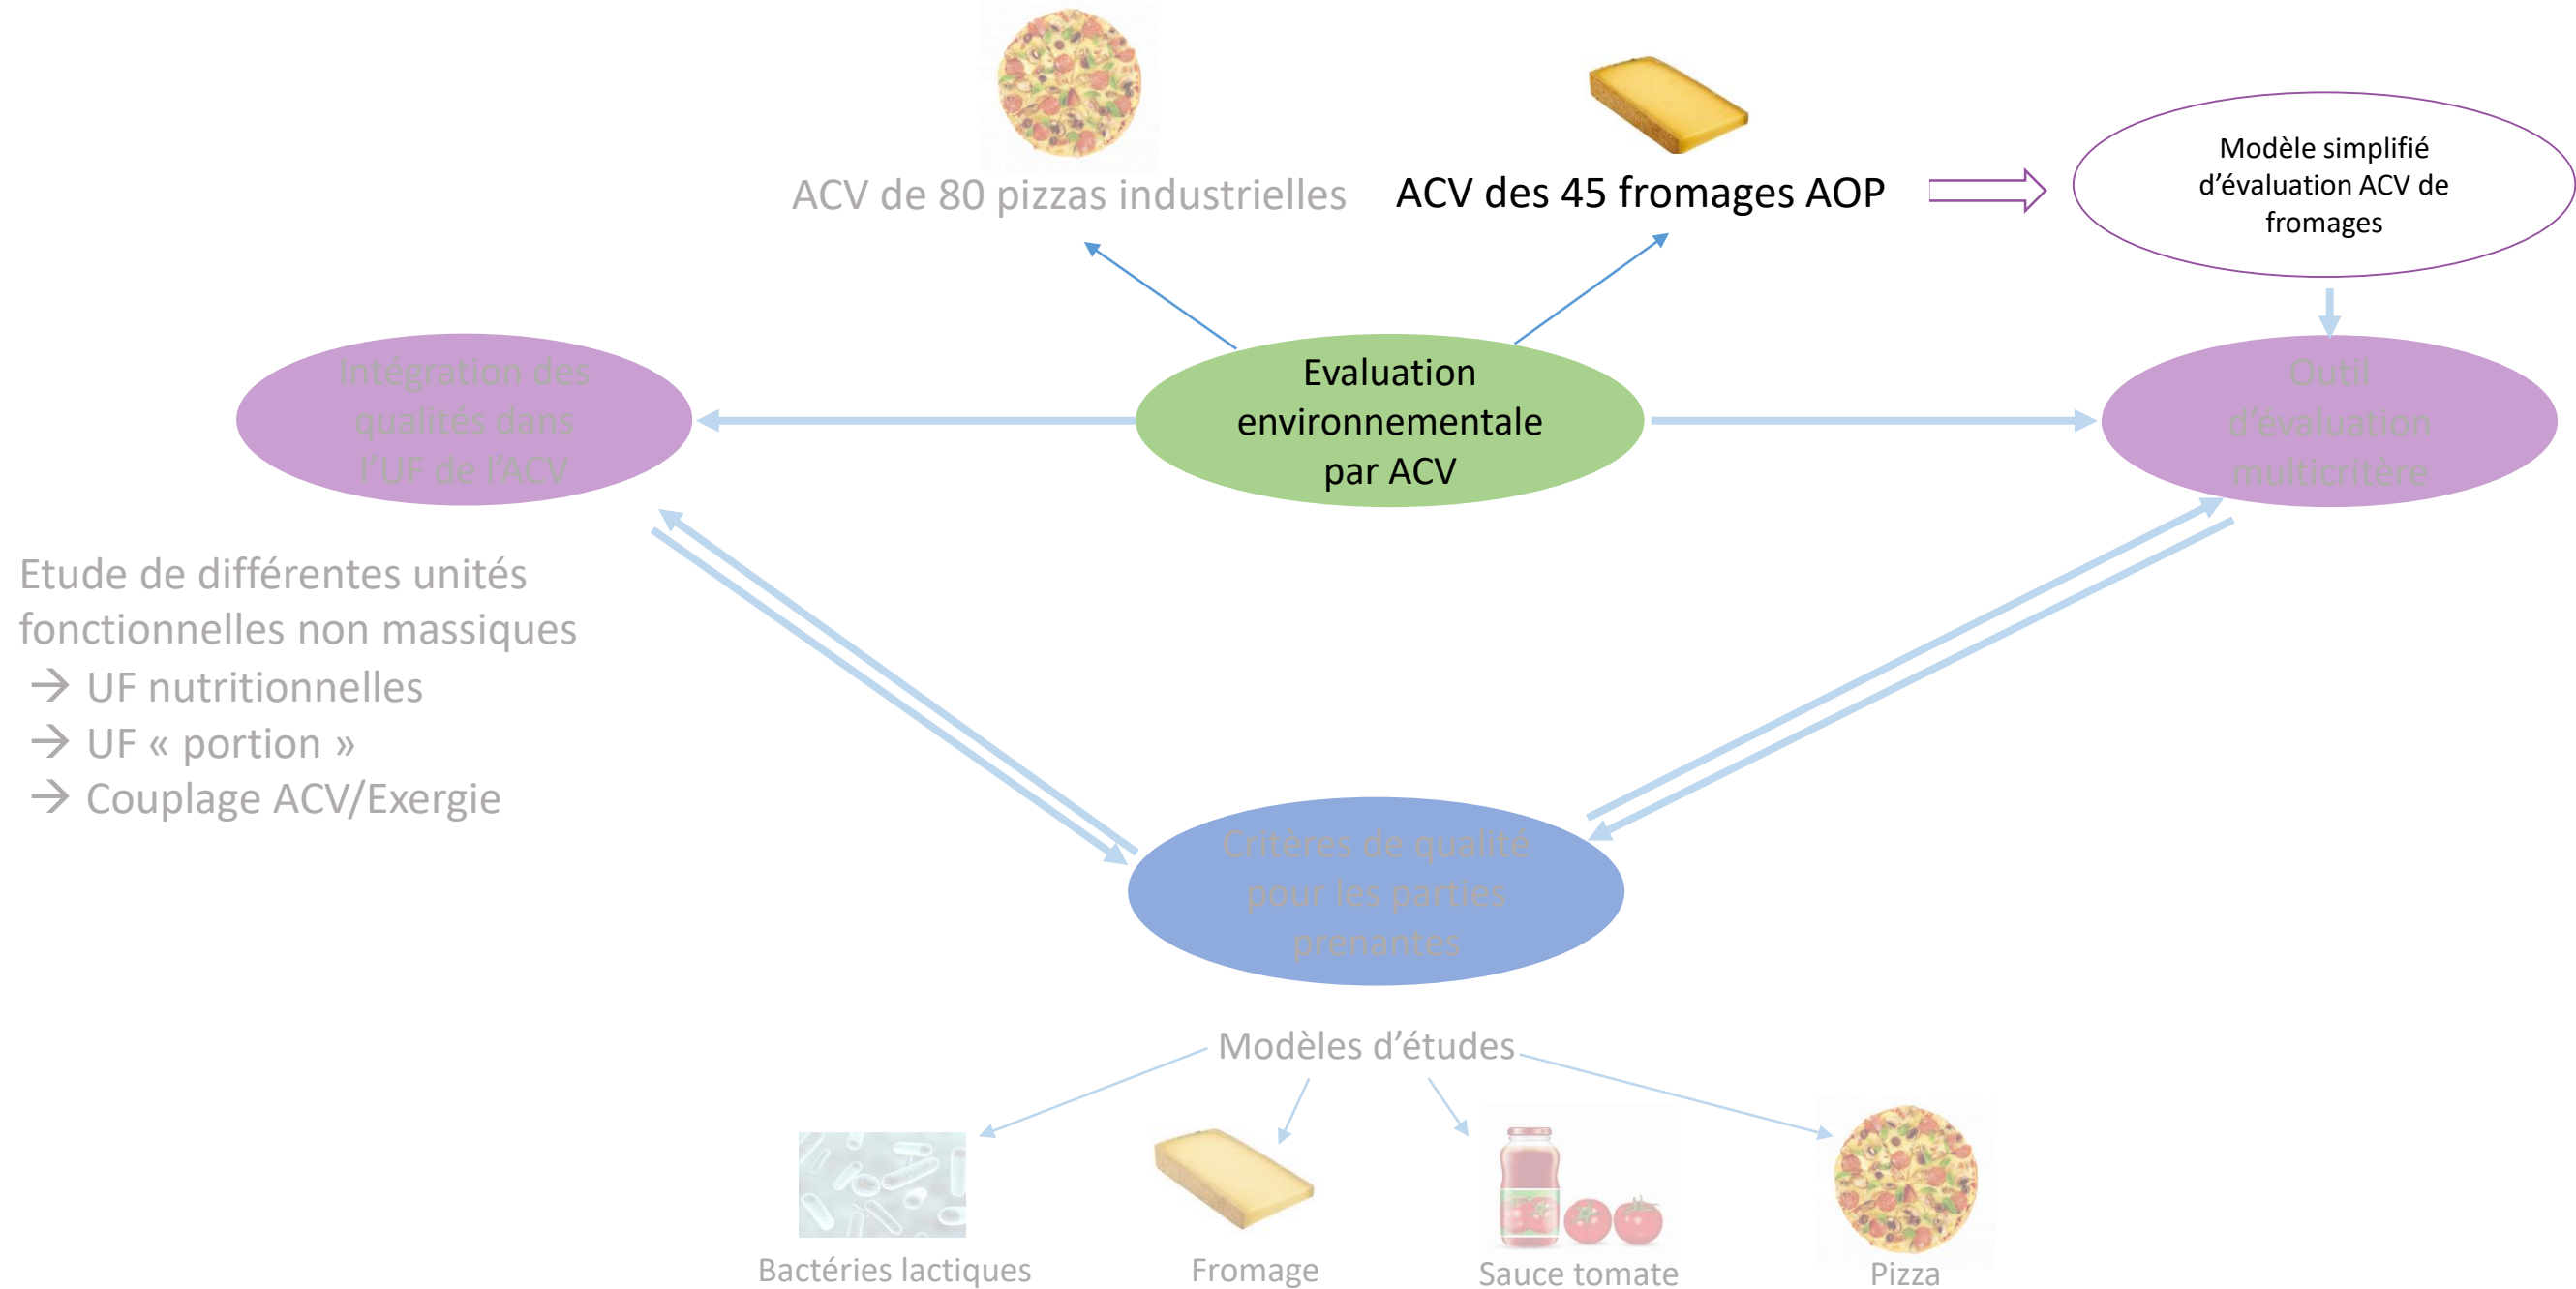 ACV de 80 pizzas industrielles
ACV des 45 fromages AOP
Modèle simplifié
d’évaluation ACV de
fromages
Intégration des
qualités dans
l’UF de l’ACV
Evaluation
environnementale
par ACV
Outil
d’évaluation
multicritère
Etude de différentes unités
fonctionnelles non massiques
→ UF nutritionnelles
→ UF « portion »
→ Couplage ACV/Exergie
Critères de qualité
pour les parties
prenantes
Modèles d’études
Bactéries lactiques
Fromage
Sauce tomate
Pizza